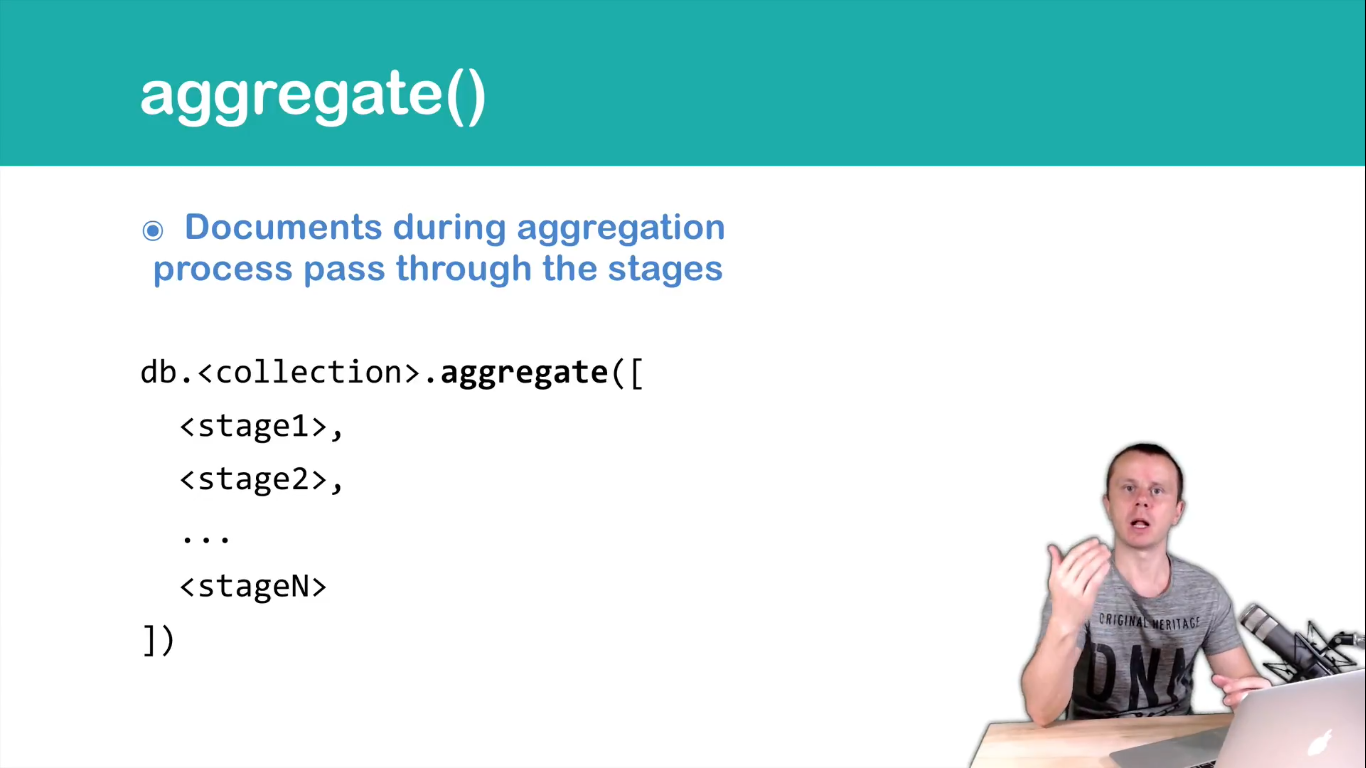 aggregate()
◉ Documents during aggregation
process pass through the stages
db.<collection>.aggregate([
<stage1>,
<stage2>,
...
<stageN>
])
ORIGINAL HERITAGE
DNA